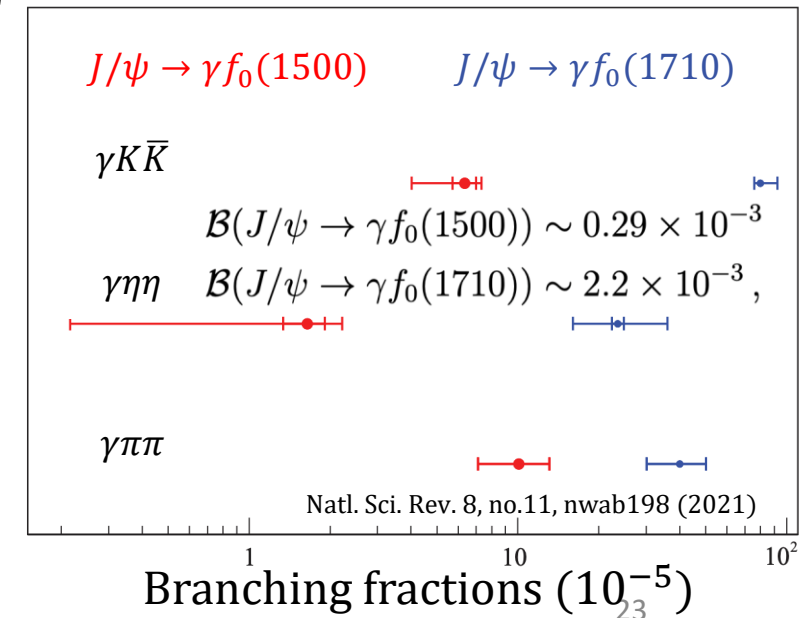 J/ψ → γf₀(1500) J/ψ → γf₀(1710)
γKK̅
ℬ(J/ψ → γf₀(1500)) ∼ 0.29 × 10⁻³
γηη ℬ(J/ψ → γf₀(1710)) ∼ 2.2 × 10⁻³ ,
γππ
Natl. Sci. Rev. 8, no.11, nwab198 (2021)
1 10 10²
Branching fractions (10⁻⁵)
23